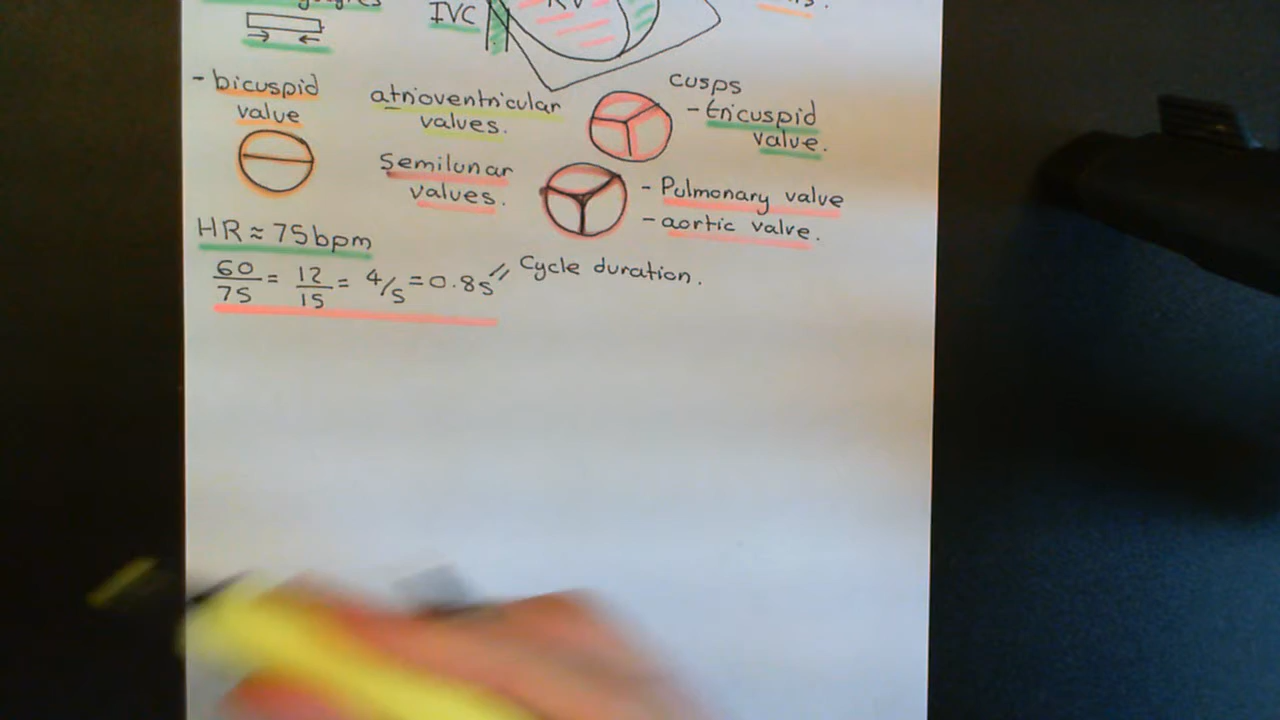 IVC
RV
- bicuspid
valve
atrioventricular
valves.
cusps
- tricuspid
valve.
Semilunar
valves.
- Pulmonary valve
- aortic valve.
HR ≈ 75bpm
60/75 = 12/15 = 4/5 = 0.8s // Cycle duration.